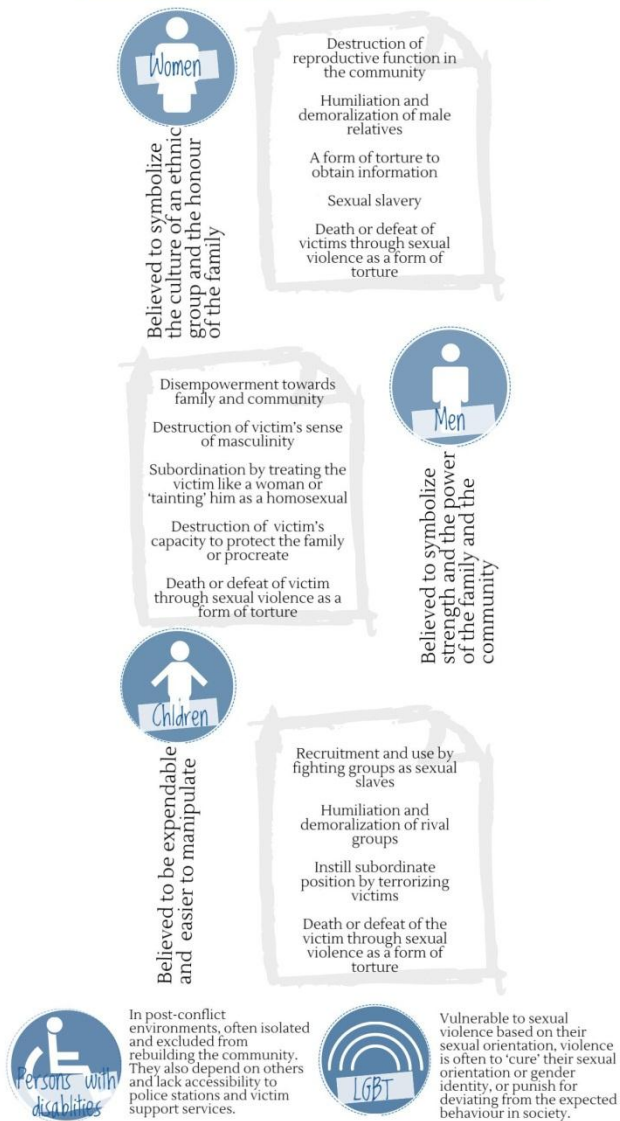 Women
Believed to symbolize
the culture of an ethnic
group and the honour
of the family
Destruction of
reproductive function in
the community
Humiliation and
demoralization of male
relatives
A form of torture to
obtain information
Sexual slavery
Death or defeat of
victims through sexual
violence as a form of
torture
Men
Believed to symbolize
strength and the power
of the family and the
community
Disempowerment towards
family and community
Destruction of victim's
sense of masculinity
Subordination by treating the
victim like a woman or
'tainting' him as a homosexual
Destruction of victim's
capacity to protect the family
or procreate
Death or defeat of victim
through sexual violence as a
form of torture
Chldren
Believed to be expendable
and easier to manipulate
Recruitment and use by
fighting groups as sexual
slaves
Humiliation and
demoralization of rival
groups
Instill subordinate
position by terrorizing
victims
Death or defeat of the
victim through sexual
violence as a form of
torture
Persons with
disablities
In post-conflict
environments, often isolated
and excluded from
rebuilding the community.
They also depend on others
and lack accessibility to
police stations and victim
support services.
LGBT
Vulnerable to sexual
violence based on their
sexual orientation, violence
is often to 'cure' their sexual
orientation or gender
identity, or punish for
deviating from the expected
behaviour in society.